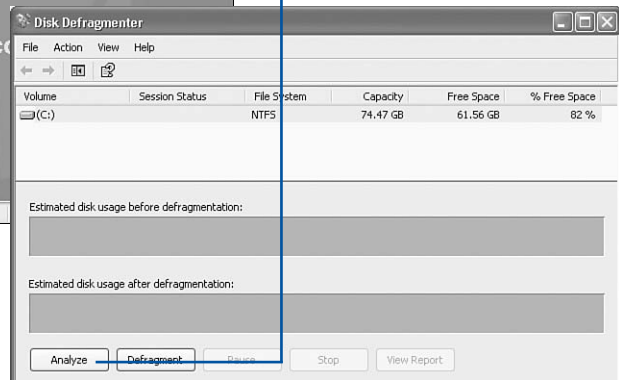 Disk Defragmenter
File Action View Help
Volume Session Status File System Capacity Free Space % Free Space
(C:) NTFS 74.47 GB 61.56 GB 82 %
Estimated disk usage before defragmentation:
Estimated disk usage after defragmentation:
Analyze Defragment Pause Stop View Report